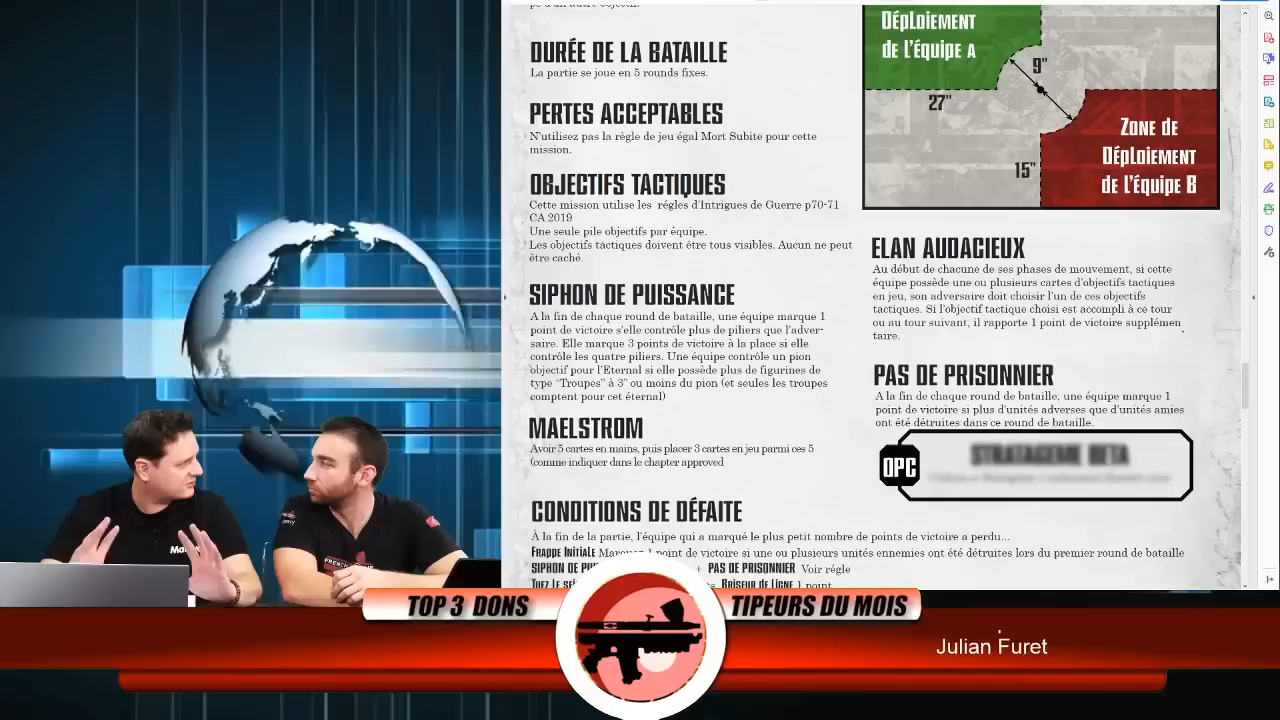 DURÉE DE LA BATAILLE
La partie se joue en 5 rounds fixes.
PERTES ACCEPTABLES
N'utilisez pas la règle de jeu égal Mort Subite pour cette
mission.
OBJECTIFS TACTIQUES
Cette mission utilise les régles d'Intrigues de Guerre p70-71
CA 2019
Une seule pile objectifs par équipe.
Les objectifs tactiques doivent être tous visibles. Aucun ne peut
être caché.
SIPHON DE PUISSANCE
A la fin de chaque round de bataille, une équipe marque 1
point de victoire s'elle contrôle plus de piliers que l'adver-
saire. Elle marque 3 points de victoire à la place si elle
contrôle les quatre piliers. Une équipe contrôle un pion
objectif pour l'Eternal si elle possède plus de figurines de
type "Troupes" à 3" ou moins du pion (et seules les troupes
comptent pour cet éternal)
MAELSTROM
Avoir 5 cartes en mains, puis placer 3 cartes en jeu parmi ces 5
(comme indiquer dans le chapter approved
DÉPLOIEMENT
DE L'ÉQUIPE A
9"
27"
15"
ZONE DE
DÉPLOIEMENT
DE L'ÉQUIPE B
ELAN AUDACIEUX
Au début de chacune de ses phases de mouvement, si cette
équipe possède une ou plusieurs cartes d'objectifs tactiques
en jeu, son adversaire doit choisir l'un de ces objectifs
tactiques. Si l'objectif tactique choisi est accompli à ce tour
ou au tour suivant, il rapporte 1 point de victoire supplémen
taire.
PAS DE PRISONNIER
A la fin de chaque round de bataille, une équipe marque 1
point de victoire si plus d'unités adverses que d'unités amies
ont été détruites dans ce round de bataille.
OPC STRATAGEME BETA
CONDITIONS DE DÉFAITE
À la fin de la partie, l'équipe qui a marqué le plus petit nombre de points de victoire a perdu...
FRAPPE INITIALE Marquez 1 point de victoire si une ou plusieurs unités ennemies ont été détruites lors du premier round de bataille
SIPHON DE + PAS DE PRISONNIER Voir régle
TUEZ LE BRISEUR DE LIGNE 1 point
TOP 3 DONS
TIPEURS DU MOIS
Julian Furet